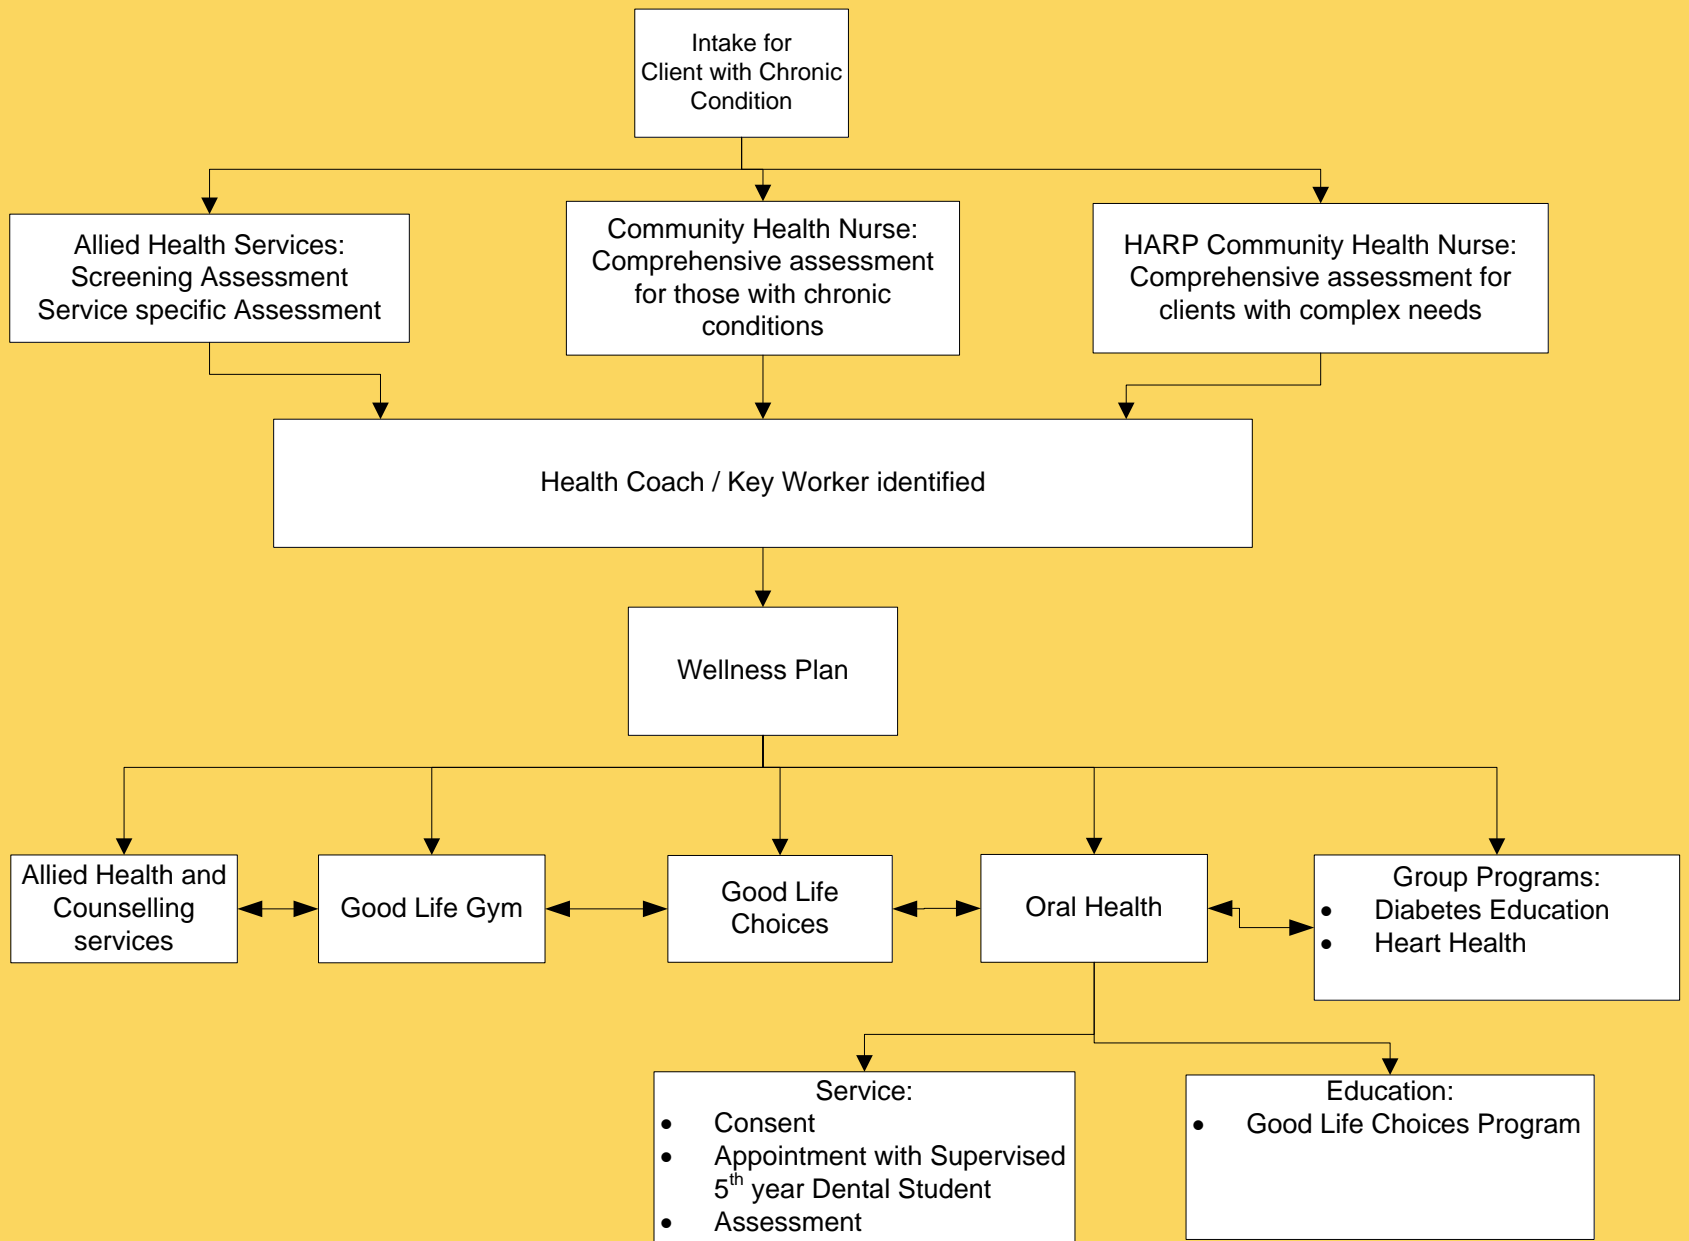 Intake for
Client with Chronic
Condition
Allied Health Services:
Screening Assessment
Service specific Assessment
Community Health Nurse:
Comprehensive assessment
for those with chronic
conditions
HARP Community Health Nurse:
Comprehensive assessment for
clients with complex needs
Health Coach / Key Worker identified
Wellness Plan
Allied Health and
Counselling
services
Good Life Gym
Good Life
Choices
Oral Health
Group Programs:
• Diabetes Education
• Heart Health
Service:
• Consent
• Appointment with Supervised
5th year Dental Student
• Assessment
Education:
• Good Life Choices Program